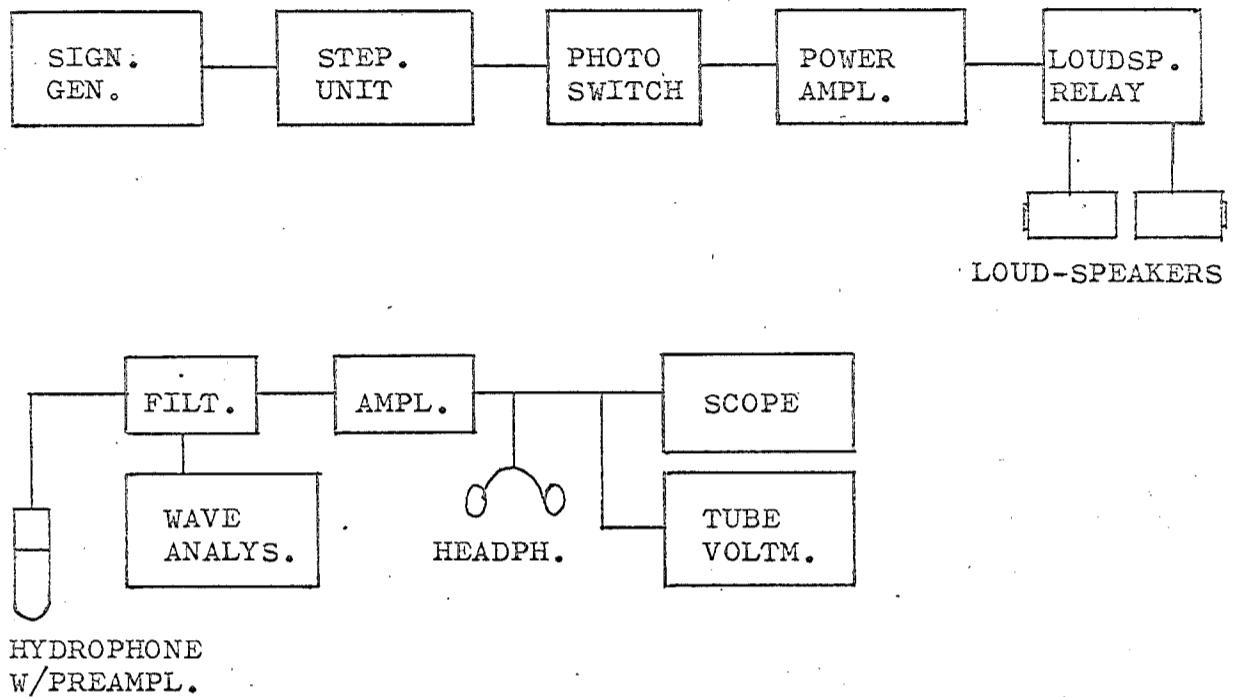 SIGN.
GEN.
STEP.
UNIT
PHOTO
SWITCH
POWER
AMPL.
LOUDSP.
RELAY
LOUD-SPEAKERS
FILT.
AMPL.
SCOPE
WAVE
ANALYS.
HEADPH.
TUBE
VOLTM.
HYDROPHONE
W/PREAMPL.